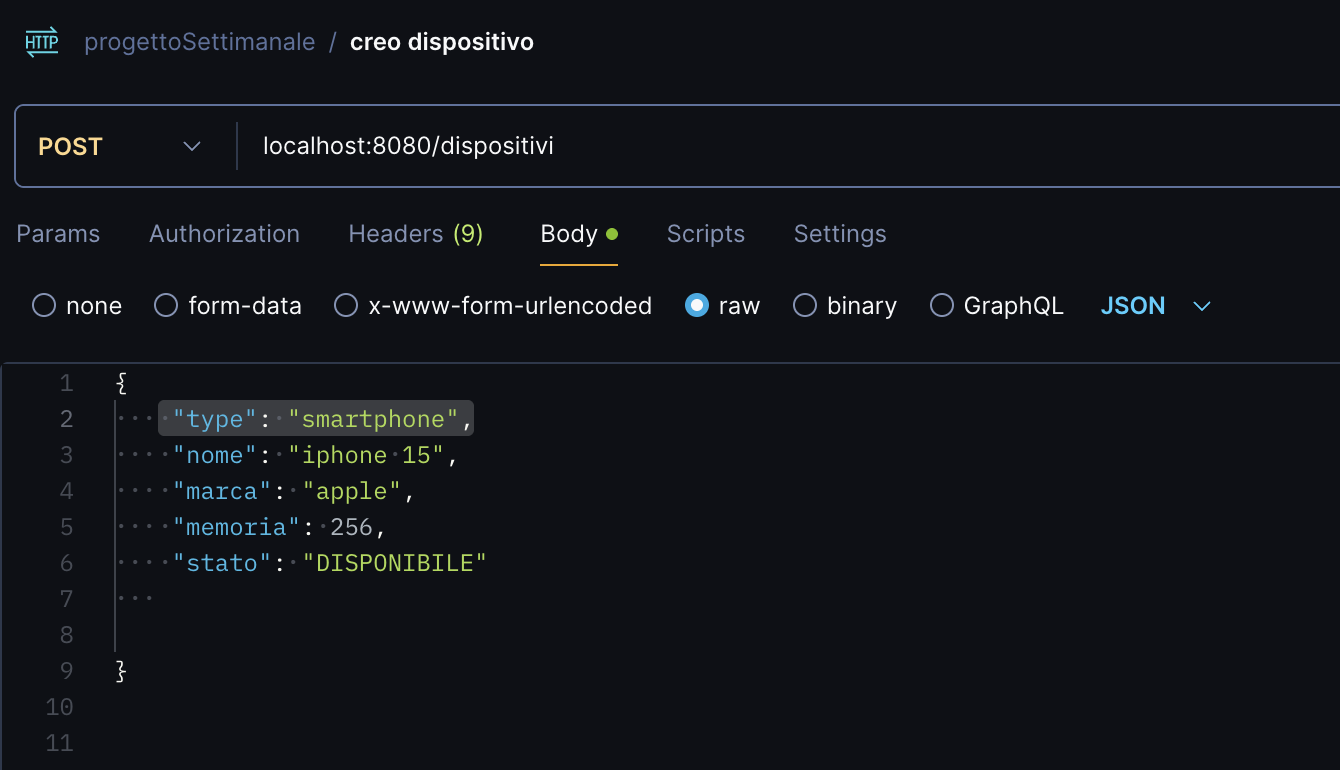 HTTP progettoSettimanale / creo dispositivo
POST localhost:8080/dispositivi
Params Authorization Headers (9) Body Scripts Settings
none form-data x-www-form-urlencoded raw binary GraphQL JSON
1 {
2 "type": "smartphone",
3 "nome": "iphone 15",
4 "marca": "apple",
5 "memoria": 256,
6 "stato": "DISPONIBILE"
7
8
9 }
10
11